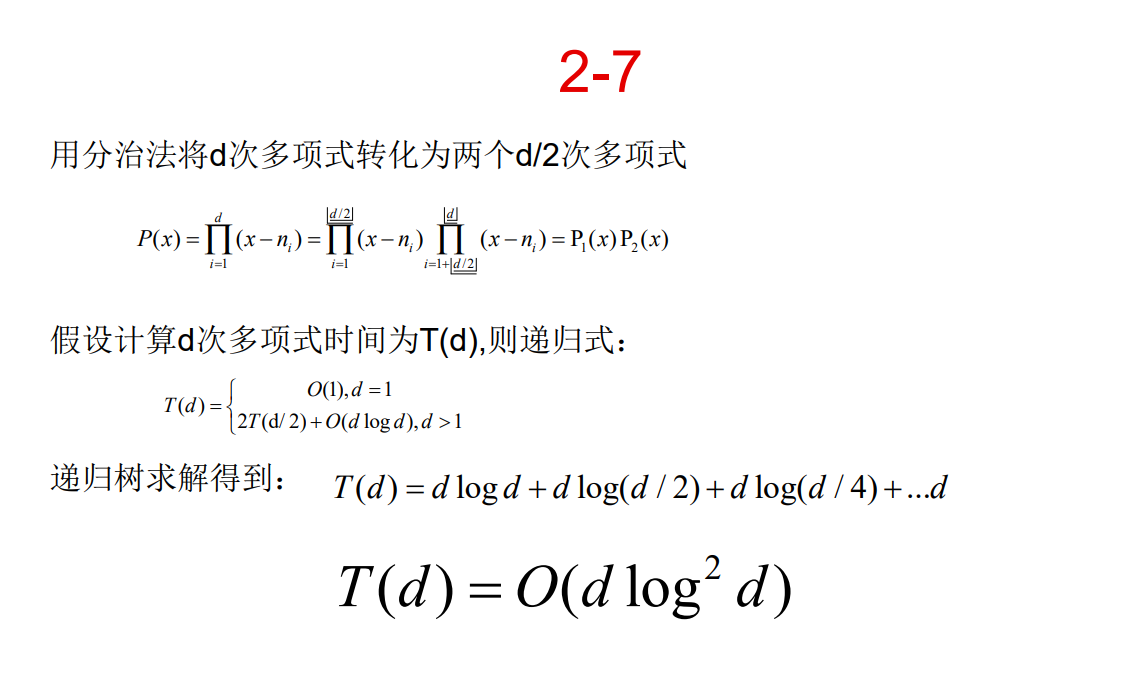 2-7
用分治法将d次多项式转化为两个d/2次多项式
P(x) = ∏_{i=1}^{d} (x − n_i) = ∏_{i=1}^{⌊d/2⌋} (x − n_i) ∏_{i=1+⌊d/2⌋}^{⌊d⌋} (x − n_i) = P₁(x)P₂(x)
假设计算d次多项式时间为T(d),则递归式：
T(d) = { O(1), d = 1
2T(d/2) + O(d log d), d > 1
递归树求解得到： T(d) = d log d + d log(d / 2) + d log(d / 4) + ...d
T(d) = O(d log² d)